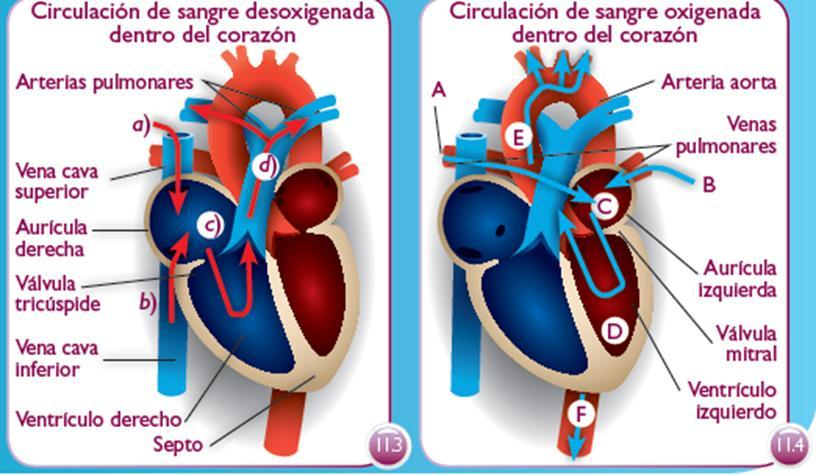 Circulación de sangre desoxigenada
dentro del corazón
Arterias pulmonares
a)
Vena cava
superior
d)
Aurícula
derecha
c)
Válvula
tricúspide
b)
Vena cava
inferior
Ventrículo derecho
Septo
11.3
Circulación de sangre oxigenada
dentro del corazón
A
Arteria aorta
E
Venas
pulmonares
B
C
Aurícula
izquierda
D
Válvula
mitral
Ventrículo
izquierdo
F
11.4